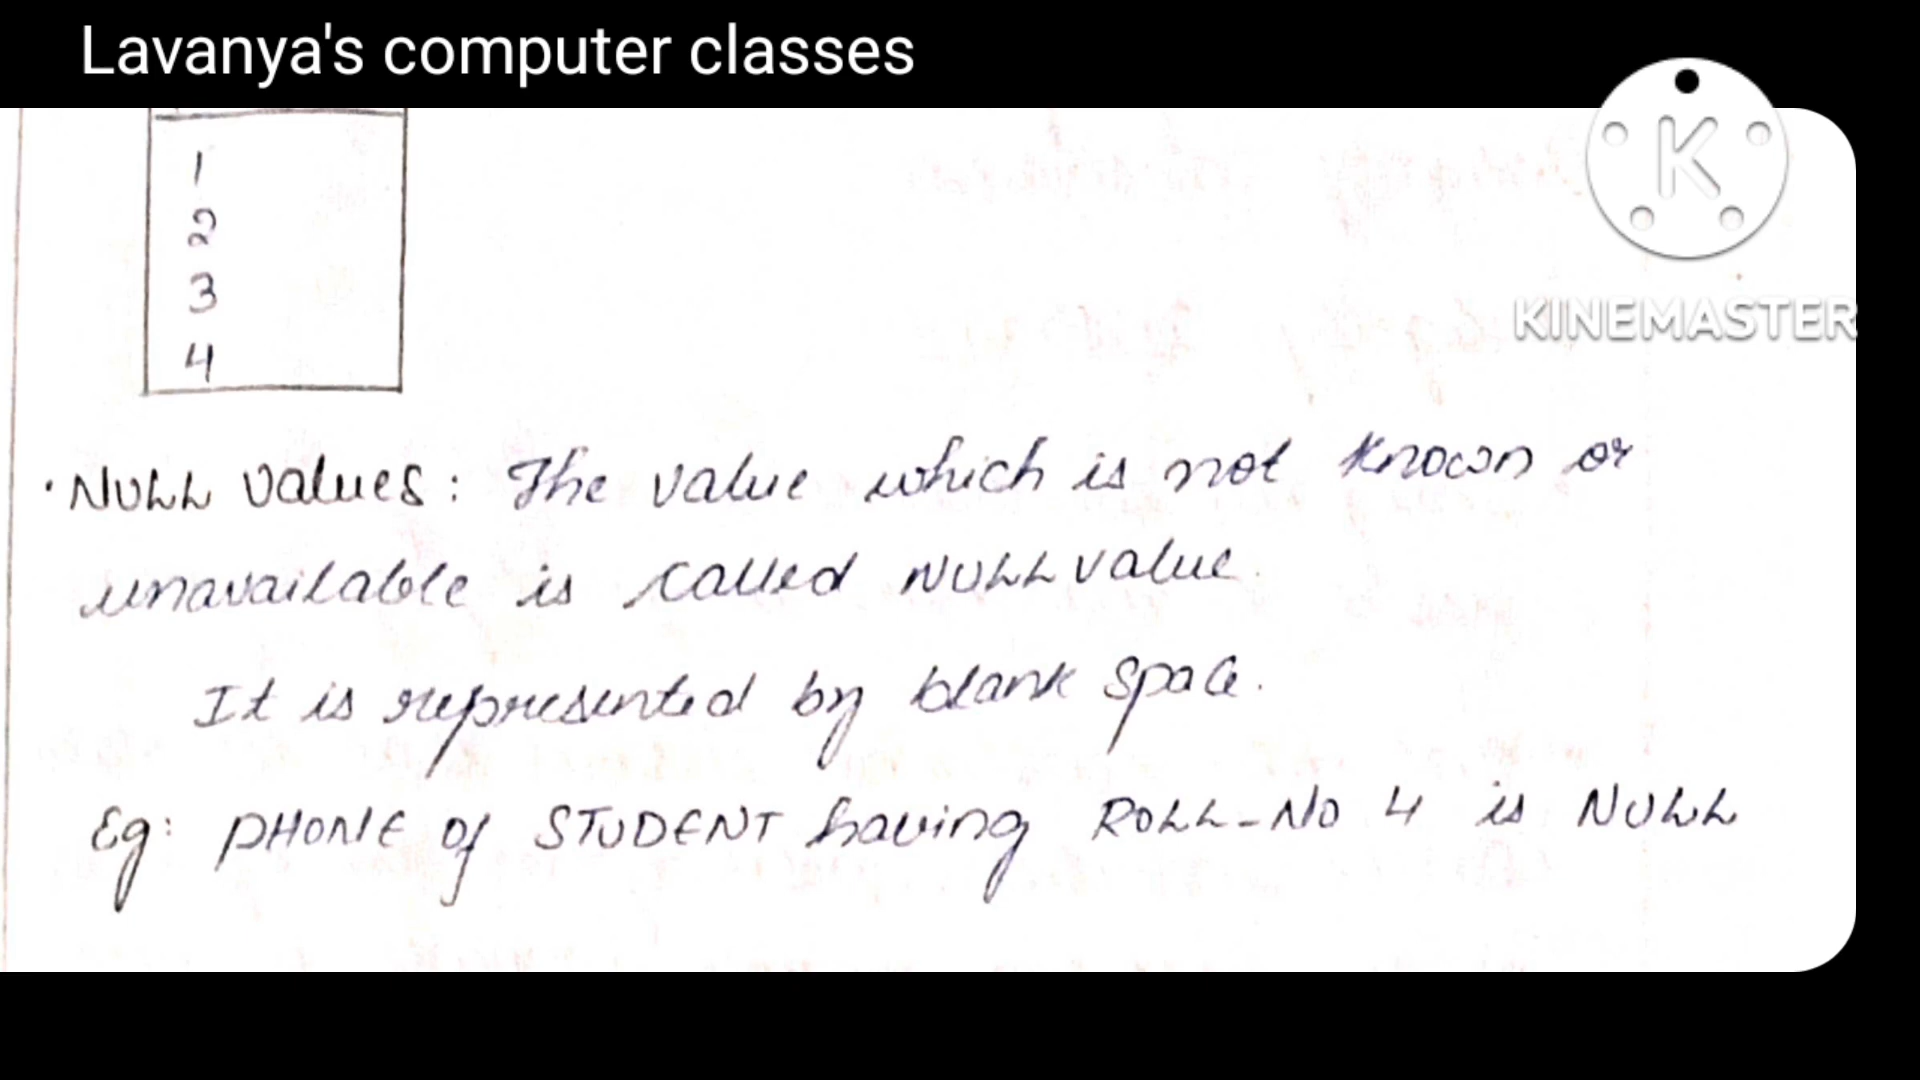 Lavanya's computer classes
K
KINEMASTER
1
2
3
4
• NULL values: The value which is not known or
unavailable is called NULL value.
It is represented by blank space.
Eg: PHONE of STUDENT having ROLL-NO 4 is NULL